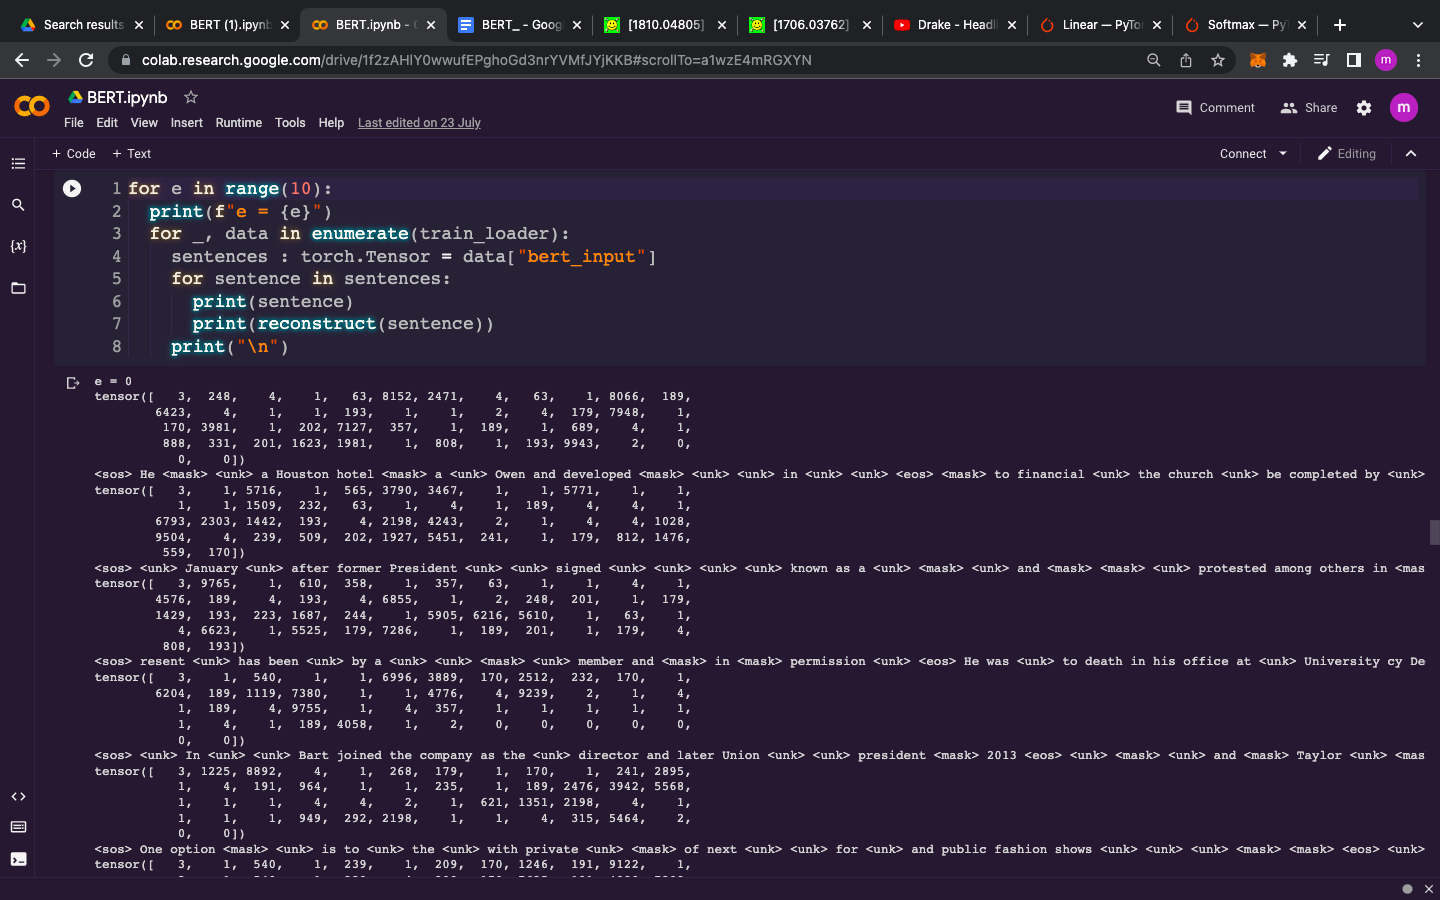 Search results
BERT (1).ipynb
BERT.ipynb - C
BERT_ - Goog
[1810.04805]
[1706.03762]
Drake - Headl
Linear — PyTor
Softmax — Py
colab.research.google.com/drive/1f2zAHlY0wwufEPghoGd3nrYVMfJYjKKB#scrollTo=a1wzE4mRGXYN
m
BERT.ipynb
Comment
Share
m
File Edit View Insert Runtime Tools Help Last edited on 23 July
+ Code + Text
Connect
Editing
{x}
1 for e in range(10):
2 print(f"e = {e}")
3 for _, data in enumerate(train_loader):
4 sentences : torch.Tensor = data["bert_input"]
5 for sentence in sentences:
6 print(sentence)
7 print(reconstruct(sentence))
8 print("\n")
e = 0
tensor([ 3, 248, 4, 1, 63, 8152, 2471, 4, 63, 1, 8066, 189,
6423, 4, 1, 1, 193, 1, 1, 2, 4, 179, 7948, 1,
170, 3981, 1, 202, 7127, 357, 1, 189, 1, 689, 4, 1,
888, 331, 201, 1623, 1981, 1, 808, 1, 193, 9943, 2, 0,
0, 0])
<sos> He <mask> <unk> a Houston hotel <mask> a <unk> Owen and developed <mask> <unk> <unk> in <unk> <unk> <eos> <mask> to financial <unk> the church <unk> be completed by <unk>
tensor([ 3, 1, 5716, 1, 565, 3790, 3467, 1, 1, 5771, 1, 1,
1, 1, 1509, 232, 63, 1, 4, 1, 189, 4, 4, 1,
6793, 2303, 1442, 193, 4, 2198, 4243, 2, 1, 4, 4, 1028,
9504, 4, 239, 509, 202, 1927, 5451, 241, 1, 179, 812, 1476,
559, 170])
<sos> <unk> January <unk> after former President <unk> <unk> signed <unk> <unk> <unk> <unk> known as a <unk> <mask> <unk> and <mask> <mask> <unk> protested among others in <mas
tensor([ 3, 9765, 1, 610, 358, 1, 357, 63, 1, 1, 4, 1,
4576, 189, 4, 193, 4, 6855, 1, 2, 248, 201, 1, 179,
1429, 193, 223, 1687, 244, 1, 5905, 6216, 5610, 1, 63, 1,
4, 6623, 1, 5525, 179, 7286, 1, 189, 201, 1, 179, 4,
808, 193])
<sos> resent <unk> has been <unk> by a <unk> <unk> <mask> <unk> member and <mask> in <mask> permission <unk> <eos> He was <unk> to death in his office at <unk> University cy De
tensor([ 3, 1, 540, 1, 1, 6996, 3889, 170, 2512, 232, 170, 1,
6204, 189, 1119, 7380, 1, 1, 4776, 4, 9239, 2, 1, 4,
1, 189, 4, 9755, 1, 4, 357, 1, 1, 1, 1, 1,
1, 4, 1, 189, 4058, 1, 2, 0, 0, 0, 0, 0,
0, 0])
<sos> <unk> In <unk> <unk> Bart joined the company as the <unk> director and later Union <unk> <unk> president <mask> 2013 <eos> <unk> <mask> <unk> and <mask> Taylor <unk> <mas
tensor([ 3, 1225, 8892, 4, 1, 268, 179, 1, 170, 1, 241, 2895,
1, 4, 191, 964, 1, 1, 235, 1, 189, 2476, 3942, 5568,
1, 1, 1, 4, 4, 2, 1, 621, 1351, 2198, 4, 1,
1, 1, 1, 949, 292, 2198, 1, 1, 4, 315, 5464, 2,
0, 0])
<sos> One option <mask> <unk> is to <unk> the <unk> with private <unk> <mask> of next <unk> <unk> for <unk> and public fashion shows <unk> <unk> <unk> <mask> <mask> <eos> <unk>
tensor([ 3, 1, 540, 1, 239, 1, 209, 170, 1246, 191, 9122, 1,